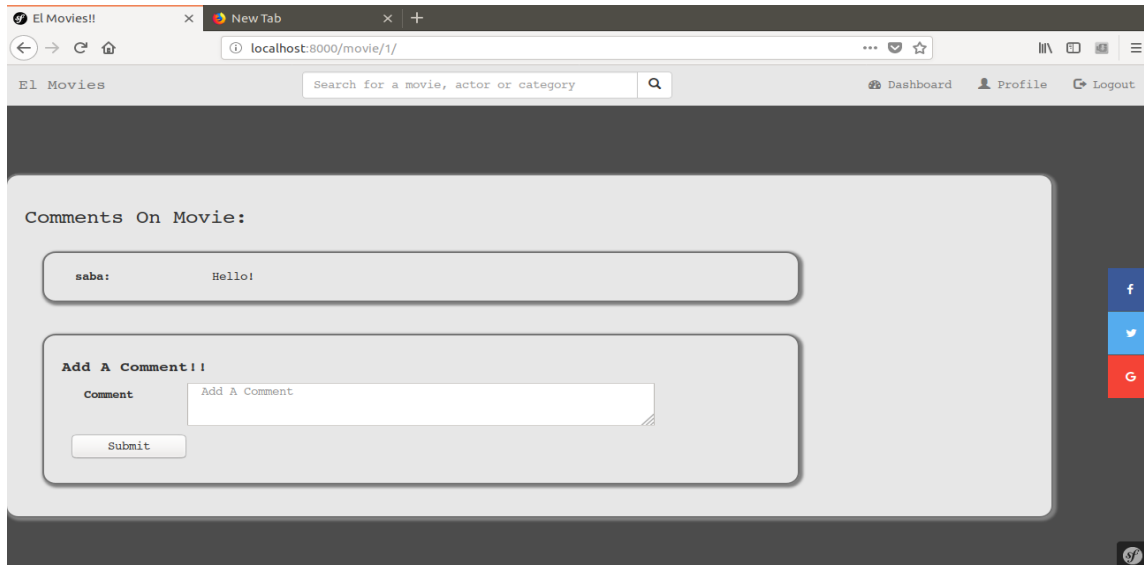 El Movies!!
New Tab
localhost:8000/movie/1/
El Movies
Search for a movie, actor or category
Dashboard
Profile
Logout
Comments On Movie:
saba: Hello!
Add A Comment!!
Comment
Add A Comment
Submit
f
G
sf